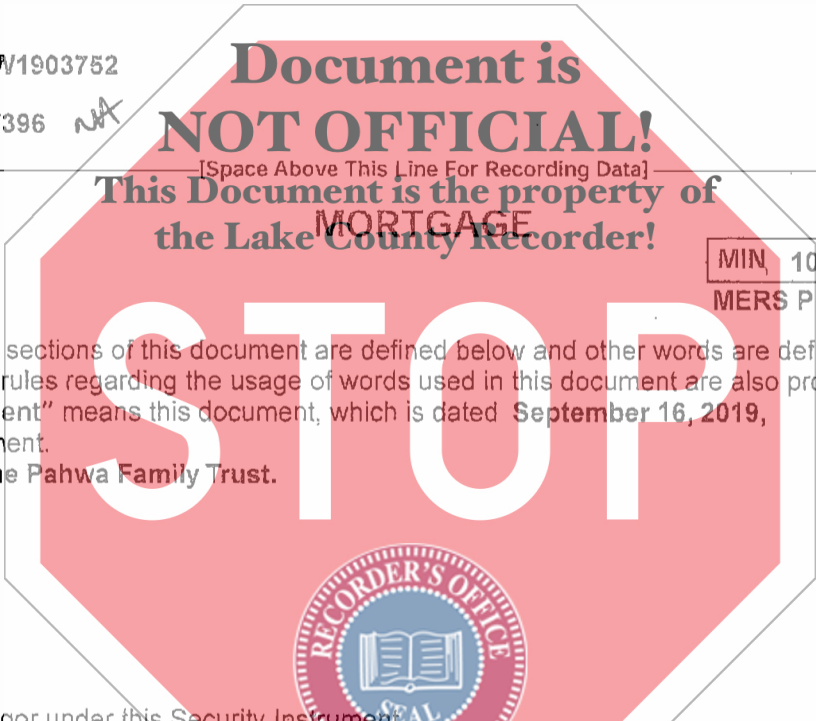 V1903752
Document is
396 NA
NOT OFFICIAL!
[Space Above This Line For Recording Data]
This Document is the property of
MORTGAGE
the Lake County Recorder!
MIN 10
MERS P
STOP
sections of this document are defined below and other words are def
rules regarding the usage of words used in this document are also pro
ent” means this document, which is dated September 16, 2019,
ent.
e Pahwa Family Trust.
RECORDER'S OFFICE
SEAL
gor under this Security Instrument.